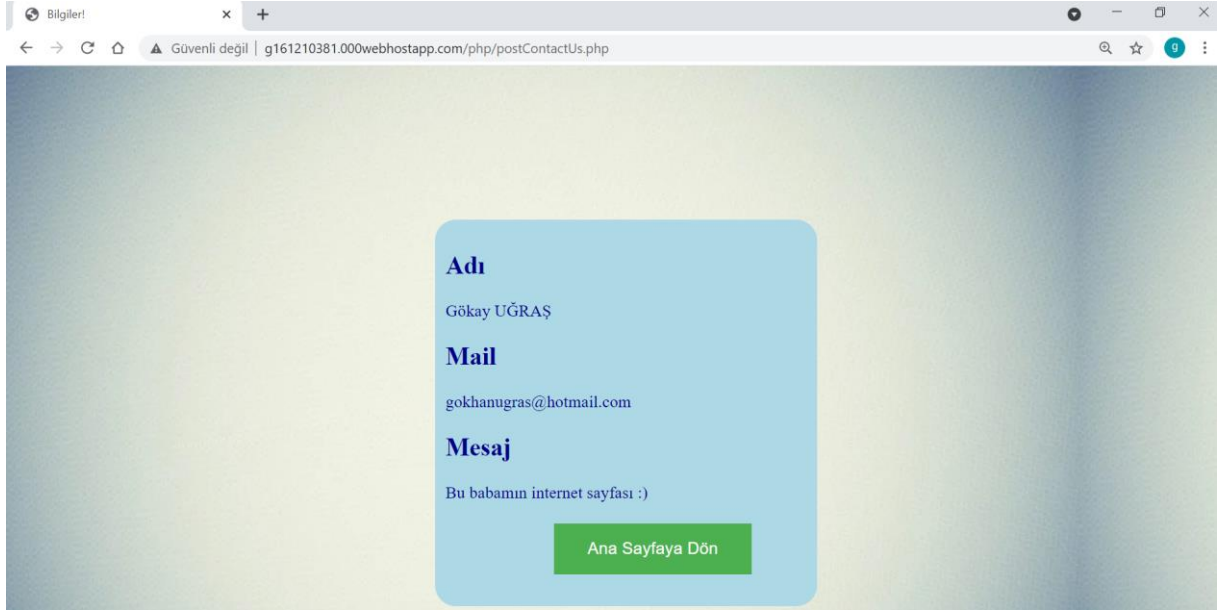 Bilgiler!
Güvenli değil | g161210381.000webhostapp.com/php/postContactUs.php
g
Adı
Gökay UĞRAŞ
Mail
gokhanugras@hotmail.com
Mesaj
Bu babamın internet sayfası :)
Ana Sayfaya Dön